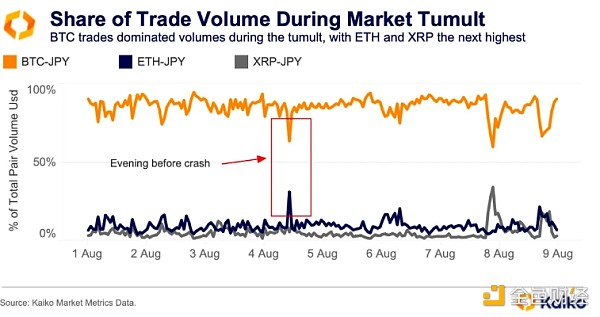 Share of Trade Volume During Market Tumult
BTC trades dominated volumes during the tumult, with ETH and XRP the next highest
BTC-JPY ETH-JPY XRP-JPY
% of Total Pair Volume Usd
100%
50%
0%
Evening before crash
1 Aug 2 Aug 3 Aug 4 Aug 5 Aug 6 Aug 7 Aug 8 Aug 9 Aug
Source: Kaiko Market Metrics Data.
Kaiko
金色财经